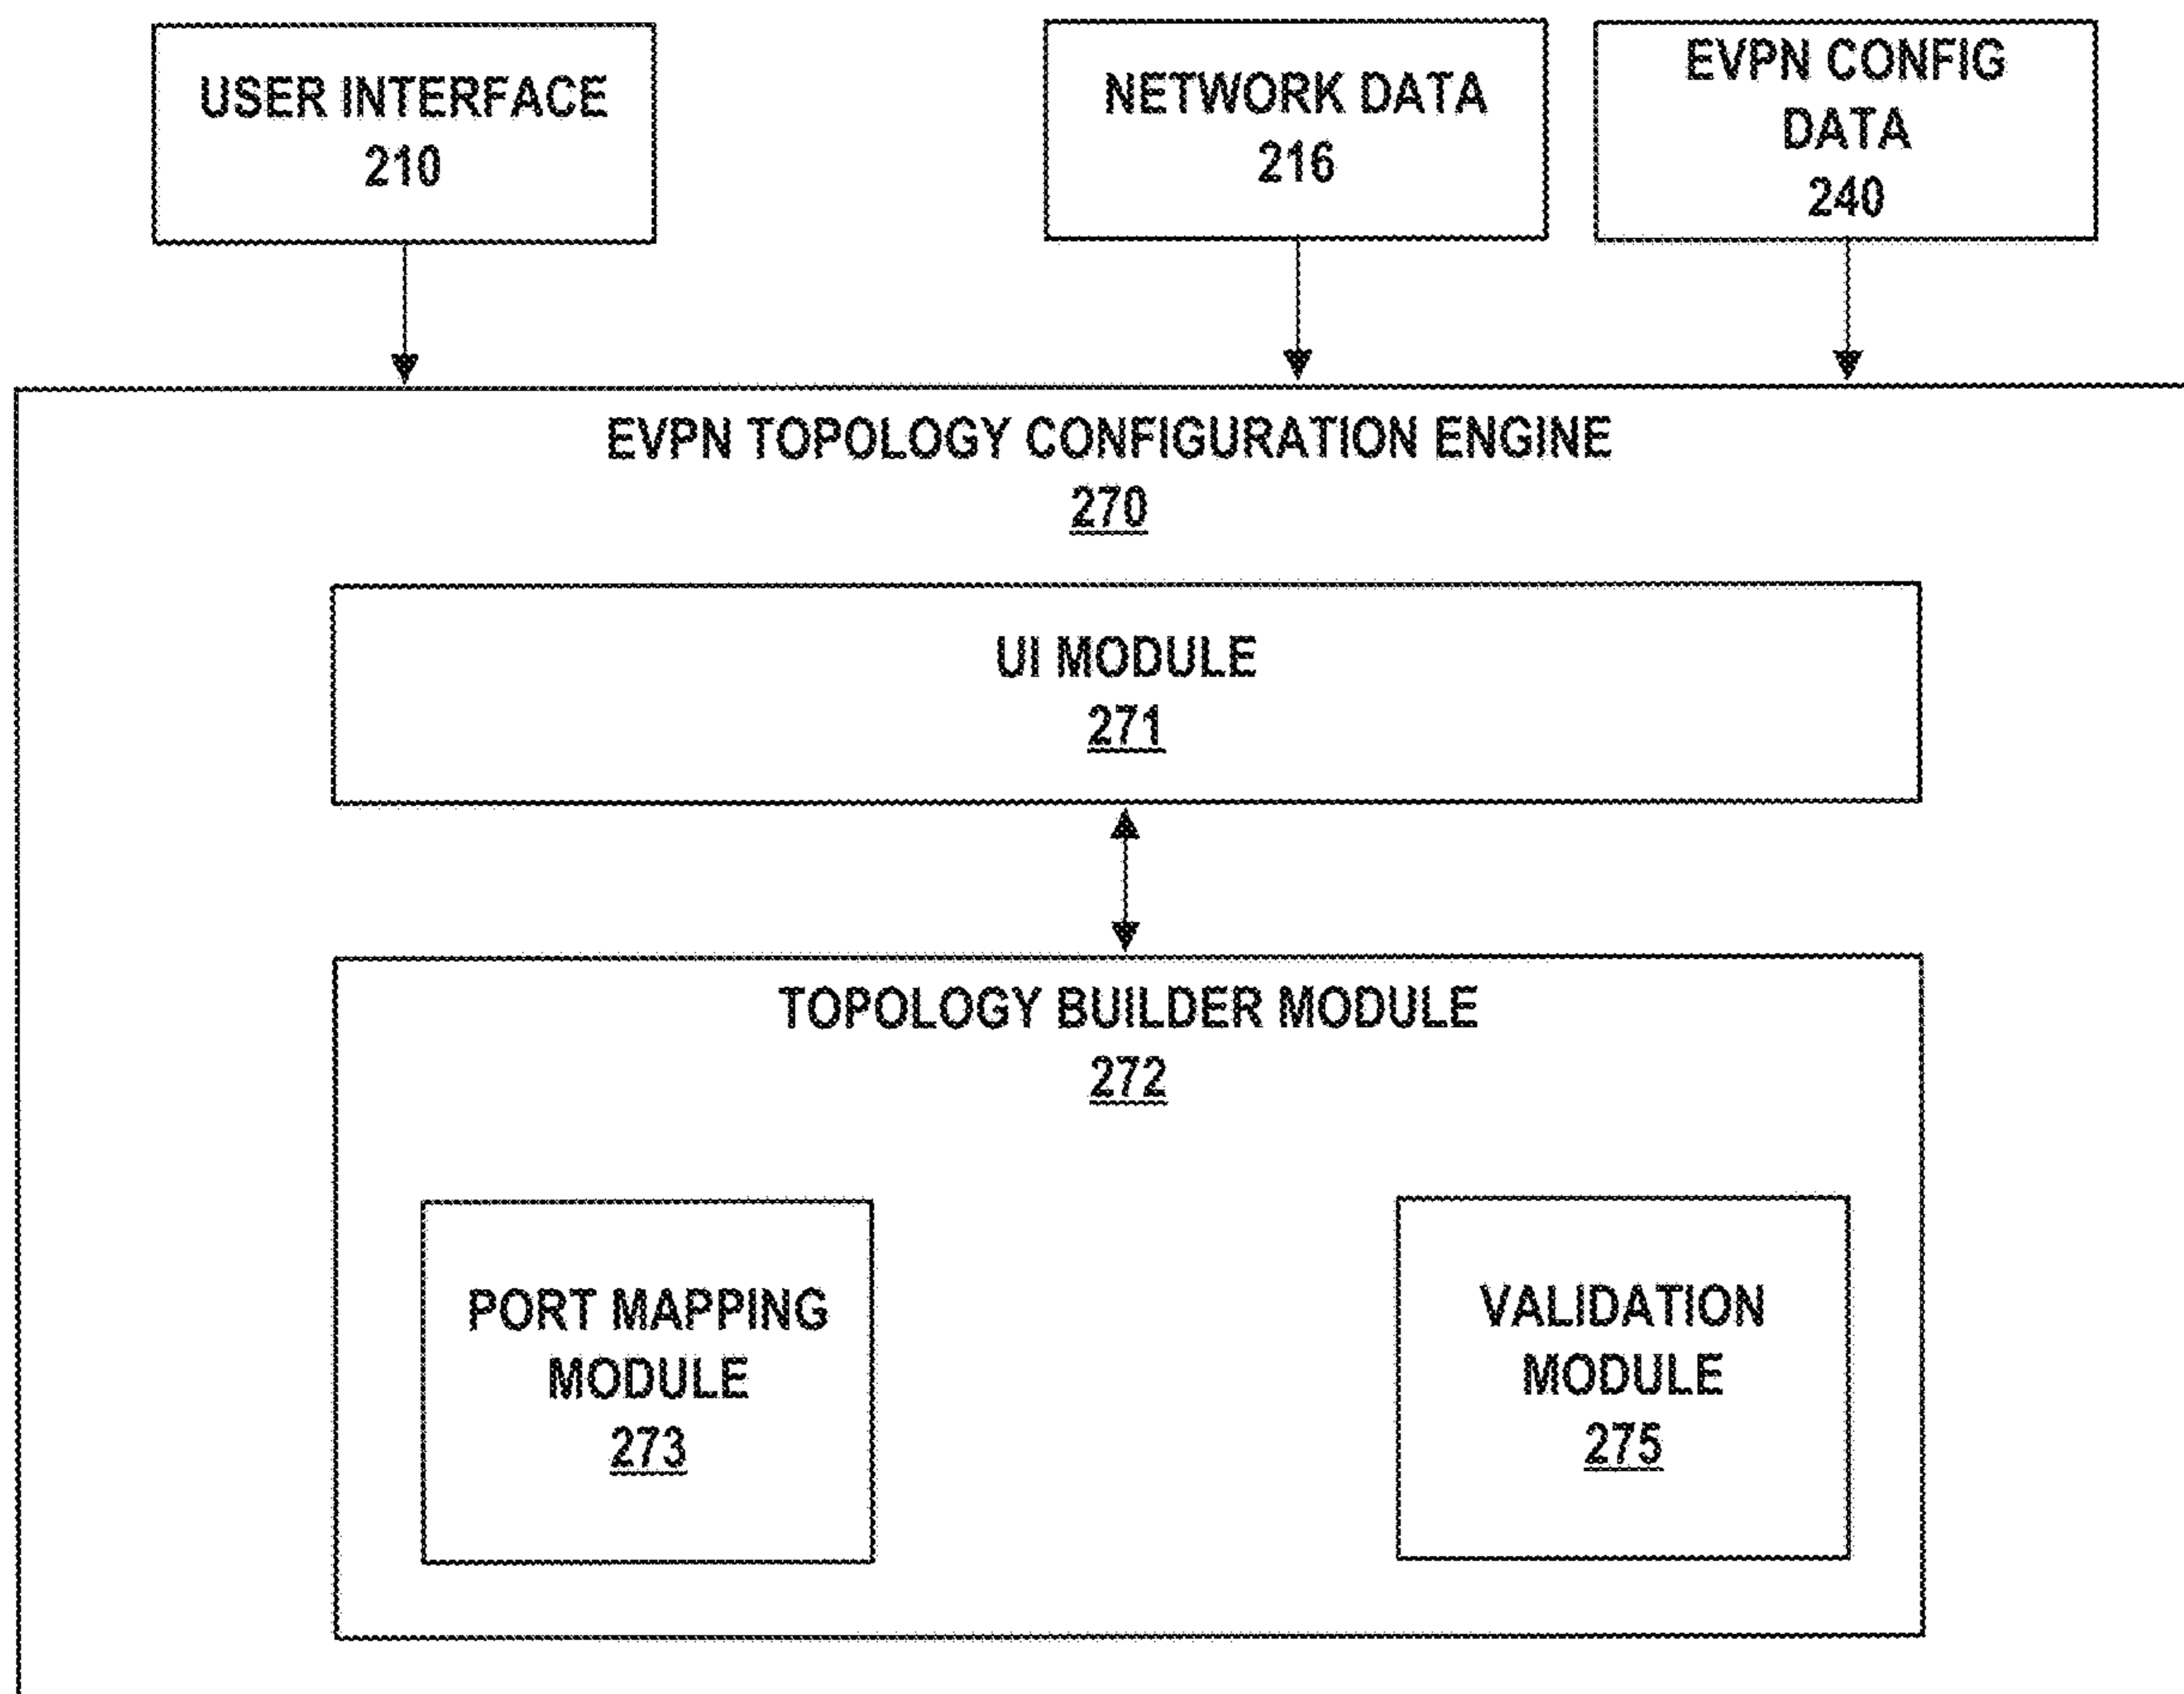 USER INTERFACE
210
NETWORK DATA
216
EVPN CONFIG
DATA
240
EVPN TOPOLOGY CONFIGURATION ENGINE
270
UI MODULE
271
TOPOLOGY BUILDER MODULE
272
PORT MAPPING
MODULE
273
VALIDATION
MODULE
275